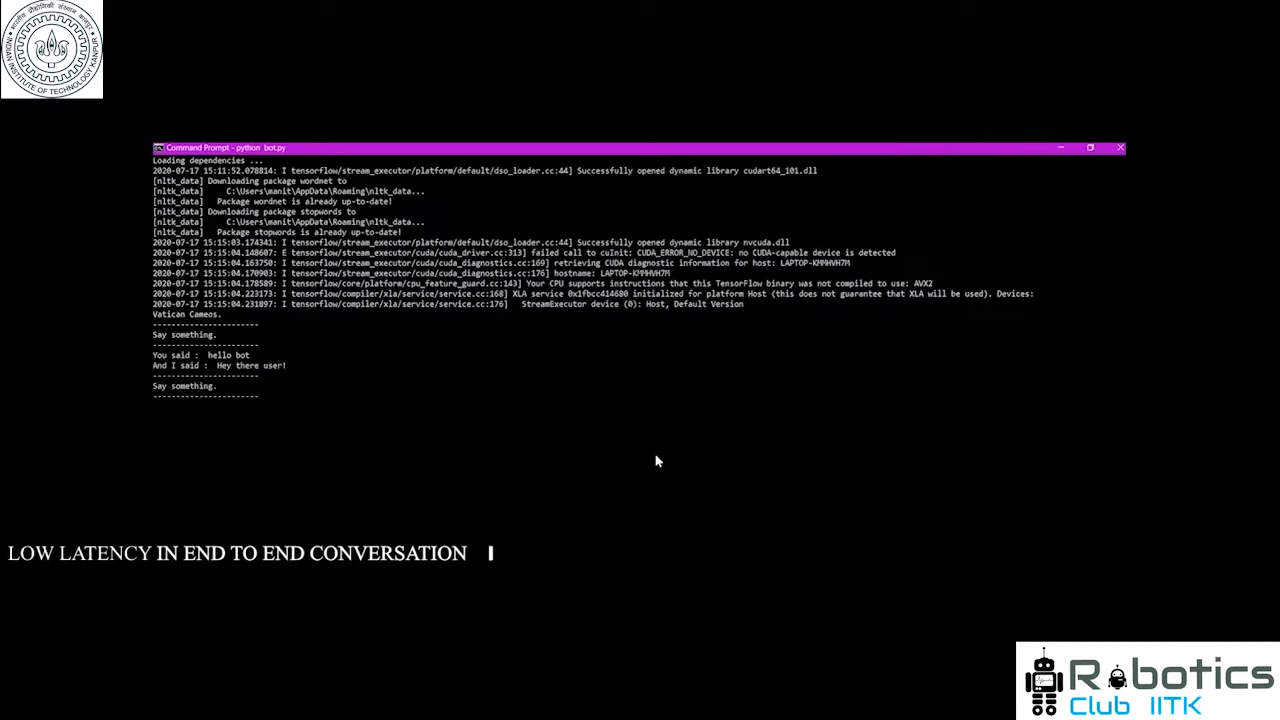 भारतीय प्रौद्योगिकी संस्थान कानपुर
INDIAN INSTITUTE OF TECHNOLOGY KANPUR
Command Prompt - python bot.py
Loading dependencies ...
2020-07-17 15:11:52.078814: I tensorflow/stream_executor/platform/default/dso_loader.cc:44] Successfully opened dynamic library cudart64_101.dll
[nltk_data] Downloading package wordnet to
[nltk_data]     C:\Users\manit\AppData\Roaming\nltk_data...
[nltk_data]   Package wordnet is already up-to-date!
[nltk_data] Downloading package stopwords to
[nltk_data]     C:\Users\manit\AppData\Roaming\nltk_data...
[nltk_data]   Package stopwords is already up-to-date!
2020-07-17 15:15:03.174341: I tensorflow/stream_executor/platform/default/dso_loader.cc:44] Successfully opened dynamic library nvcuda.dll
2020-07-17 15:15:04.148607: E tensorflow/stream_executor/cuda/cuda_driver.cc:313] failed call to cuInit: CUDA_ERROR_NO_DEVICE: no CUDA-capable device is detected
2020-07-17 15:15:04.163750: I tensorflow/stream_executor/cuda/cuda_diagnostics.cc:169] retrieving CUDA diagnostic information for host: LAPTOP-KMMHVH7M
2020-07-17 15:15:04.170903: I tensorflow/stream_executor/cuda/cuda_diagnostics.cc:176] hostname: LAPTOP-KMMHVH7M
2020-07-17 15:15:04.178589: I tensorflow/core/platform/cpu_feature_guard.cc:143] Your CPU supports instructions that this TensorFlow binary was not compiled to use: AVX2
2020-07-17 15:15:04.223173: I tensorflow/compiler/xla/service/service.cc:168] XLA service 0x1fbcc414680 initialized for platform Host (this does not guarantee that XLA will be used). Devices:
2020-07-17 15:15:04.231897: I tensorflow/compiler/xla/service/service.cc:176]   StreamExecutor device (0): Host, Default Version
Vatican Cameos.
-----------------------
Say something.
-----------------------
You said :  hello bot
And I said :  Hey there user!
-----------------------
Say something.
-----------------------
LOW LATENCY IN END TO END CONVERSATION
Robotics
Club IITK